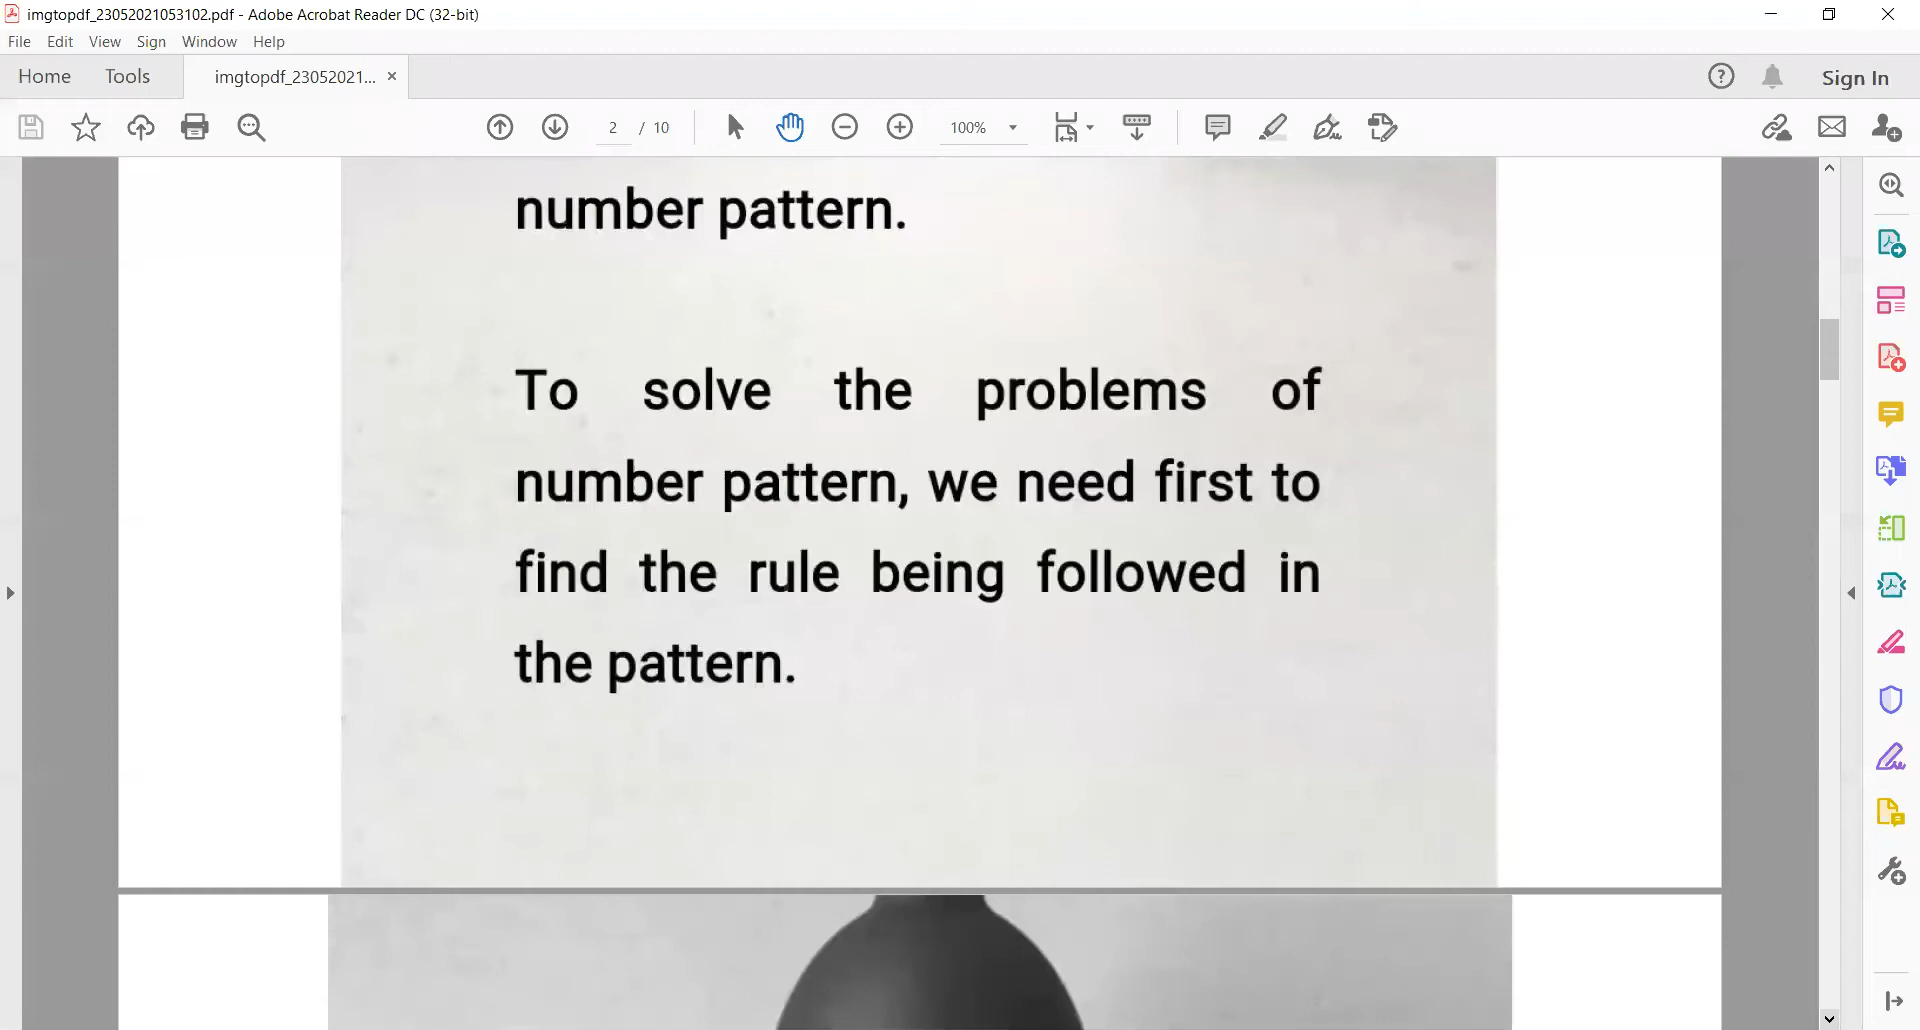 imgtopdf_23052021053102.pdf - Adobe Acrobat Reader DC (32-bit)
File Edit View Sign Window Help
Home Tools imgtopdf_23052021... × Sign In
2 / 10 100%
number pattern.
To solve the problems of
number pattern, we need first to
find the rule being followed in
the pattern.